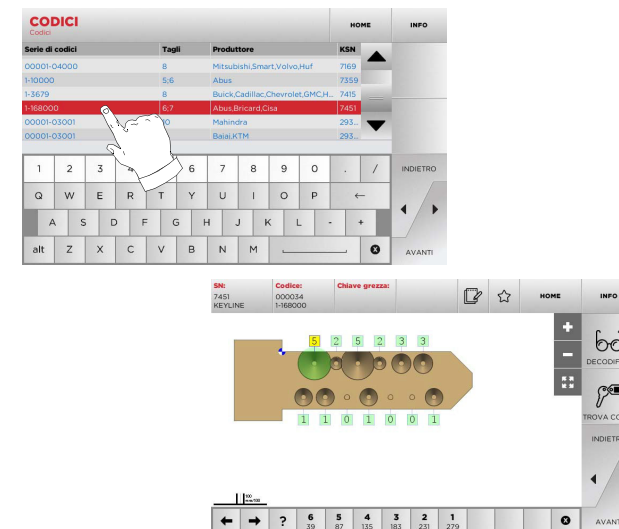 CODICI
Codici
HOME
INFO
Serie di codici Tagli Produttore KSN
00001-04000 8 Mitsubishi,Smart,Volvo,Huf 7169
1-10000 5;6 Abus 7359
1-3679 8 Buick,Cadillac,Chevrolet,GMC,H... 7415
1-168000 6;7 Abus,Bricard,Cisa 7451
00001-03001 Mahindra 293...
00001-03001 Bajaj,KTM 293...
1 2 3 6 7 8 9 0 . /
INDIETRO
Q W E R T Y U I O P ←
A S D F G H J K L - +
alt Z X C V B N M
AVANTI
SN: Codice: Chiave grezza:
7451 000034
KEYLINE 1-168000
HOME
INFO
5 2 5 2 3 3
1 1 0 1 0 0 1
+
-
INDIETR
TROVA CO
DECODIF
100
mm/100
← → ? 6 5 4 3 2 1
39 87 135 183 231 279
AVANT